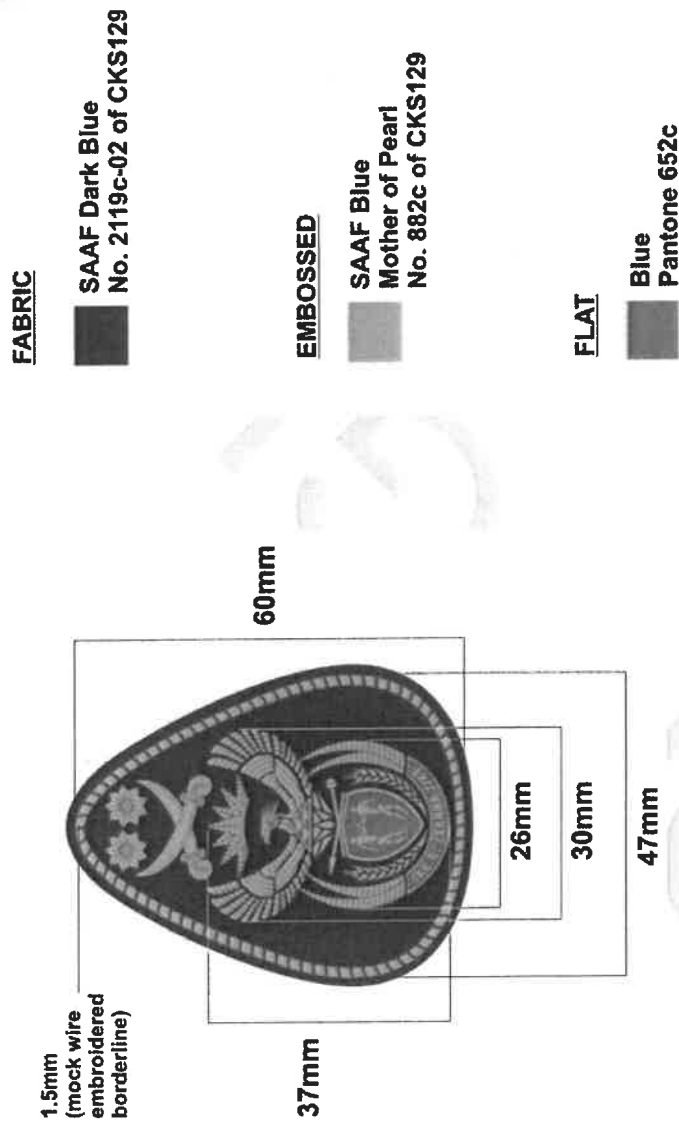 FABRIC
SAAF Dark Blue
No. 2119c-02 of CKS129
EMBOSSED
SAAF Blue
Mother of Pearl
No. 882c of CKS129
FLAT
Blue
Pantone 652c
1.5mm
(mock wire
embroidered
borderline)
60mm
37mm
26mm
30mm
47mm